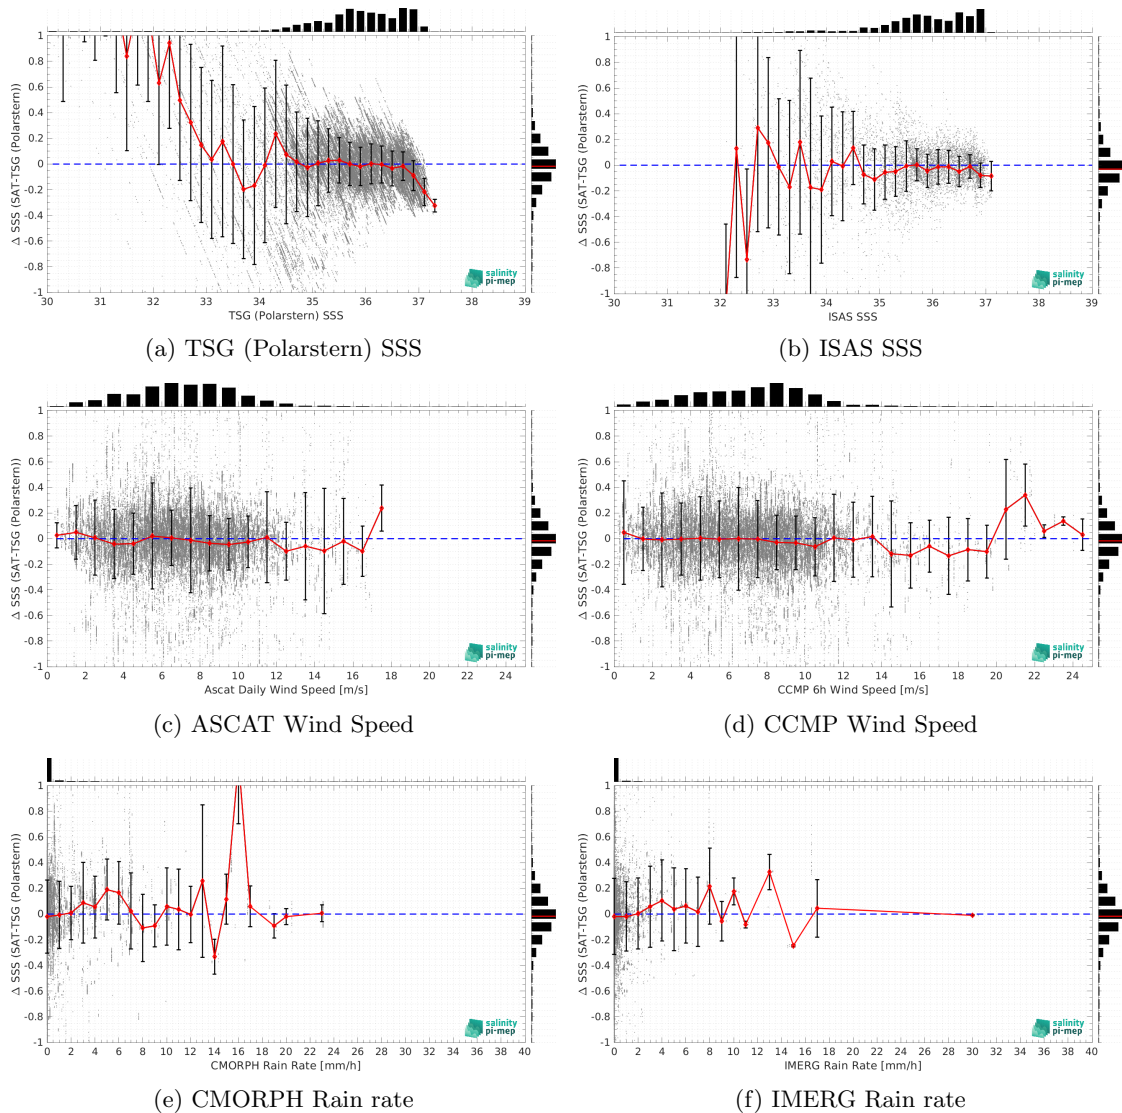 1
0.8
0.6
0.4
0.2
0
-0.2
-0.4
-0.6
-0.8
-1
Δ SSS (SAT-TSG (Polarstern))
salinity
pi-mep
30 31 32 33 34 35 36 37 38 39
TSG (Polarstern) SSS
(a) TSG (Polarstern) SSS
1
0.8
0.6
0.4
0.2
0
-0.2
-0.4
-0.6
-0.8
-1
Δ SSS (SAT-TSG (Polarstern))
salinity
pi-mep
30 31 32 33 34 35 36 37 38 39
ISAS SSS
(b) ISAS SSS
1
0.8
0.6
0.4
0.2
0
-0.2
-0.4
-0.6
-0.8
-1
Δ SSS (SAT-TSG (Polarstern))
salinity
pi-mep
0 2 4 6 8 10 12 14 16 18 20 22 24
Ascat Daily Wind Speed [m/s]
(c) ASCAT Wind Speed
1
0.8
0.6
0.4
0.2
0
-0.2
-0.4
-0.6
-0.8
-1
Δ SSS (SAT-TSG (Polarstern))
salinity
pi-mep
0 2 4 6 8 10 12 14 16 18 20 22 24
CCMP 6h Wind Speed [m/s]
(d) CCMP Wind Speed
1
0.8
0.6
0.4
0.2
0
-0.2
-0.4
-0.6
-0.8
-1
Δ SSS (SAT-TSG (Polarstern))
salinity
pi-mep
0 2 4 6 8 10 12 14 16 18 20 22 24 26 28 30 32 34 36 38 40
CMORPH Rain Rate [mm/h]
(e) CMORPH Rain rate
1
0.8
0.6
0.4
0.2
0
-0.2
-0.4
-0.6
-0.8
-1
Δ SSS (SAT-TSG (Polarstern))
salinity
pi-mep
0 2 4 6 8 10 12 14 16 18 20 22 24 26 28 30 32 34 36 38 40
IMERG Rain Rate [mm/h]
(f) IMERG Rain rate